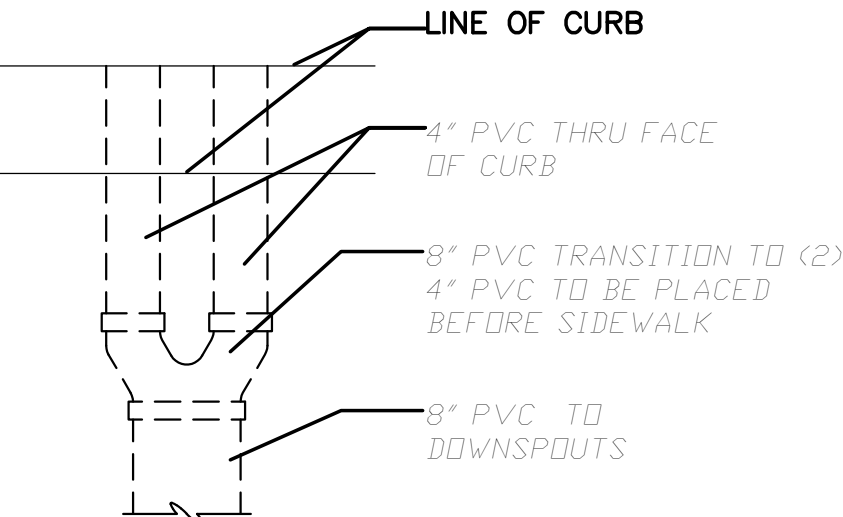 LINE OF CURB
4" PVC THRU FACE
OF CURB
8" PVC TRANSITION TO (2)
4" PVC TO BE PLACED
BEFORE SIDEWALK
8" PVC TO
DOWNSPOUTS